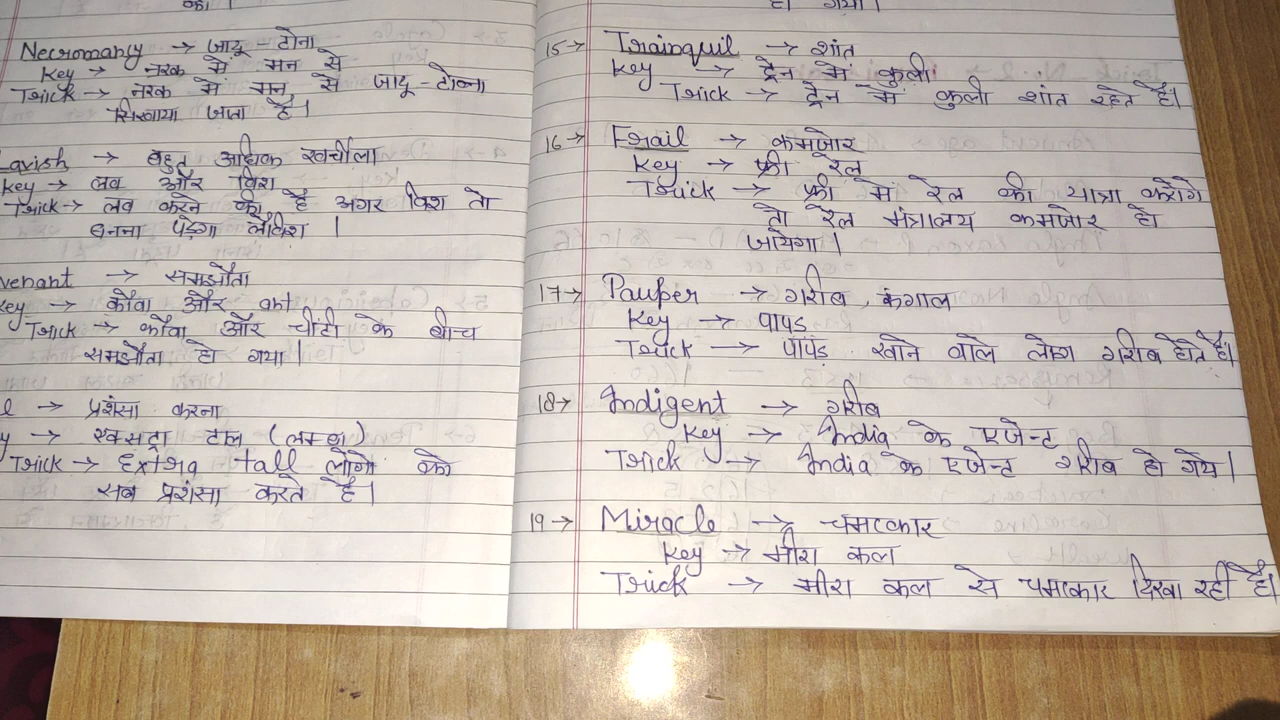 Necromancy → जादू - टोना
Key → नरक में मन से
Trick → नरक में मन से जादू - टोना
सिखाया जाता है।
Lavish → बहुत अधिक खर्चीला
Key → लव और विश
Trick → लव करने की है अगर विश तो
बनना पड़ेगा लैविश।
venant → समझौता
Key → कौवा और ant
Trick → कौवा और चींटी के बीच
समझौता हो गया।
l → प्रशंसा करना
y → एक्सट्रा टाल (लम्बा)
Trick → Extra tall लोगो को
सब प्रशंसा करते है।
हो गया।
15→ Trainquil → शांत
Key → ट्रेन में कुली
Trick → ट्रेन में कुली शांत रहते है।
16→ Frail → कमजोर
Key → फ्री रेल
Trick → फ्री में रेल की यात्रा करोगे
तो रेल मंत्रालय कमजोर हो
जायेगा।
17→ Pauper → गरीब, कंगाल
Key → पापड
Trick → पापड खाने वाले लोग गरीब होते है।
18→ Indigent → गरीब
Key → India के एजेन्ट
Trick → India के एजेन्ट गरीब हो गये।
19→ Miracle → चमत्कार
Key → मीरा कल
Trick → मीरा कल से चमत्कार दिखा रही है।